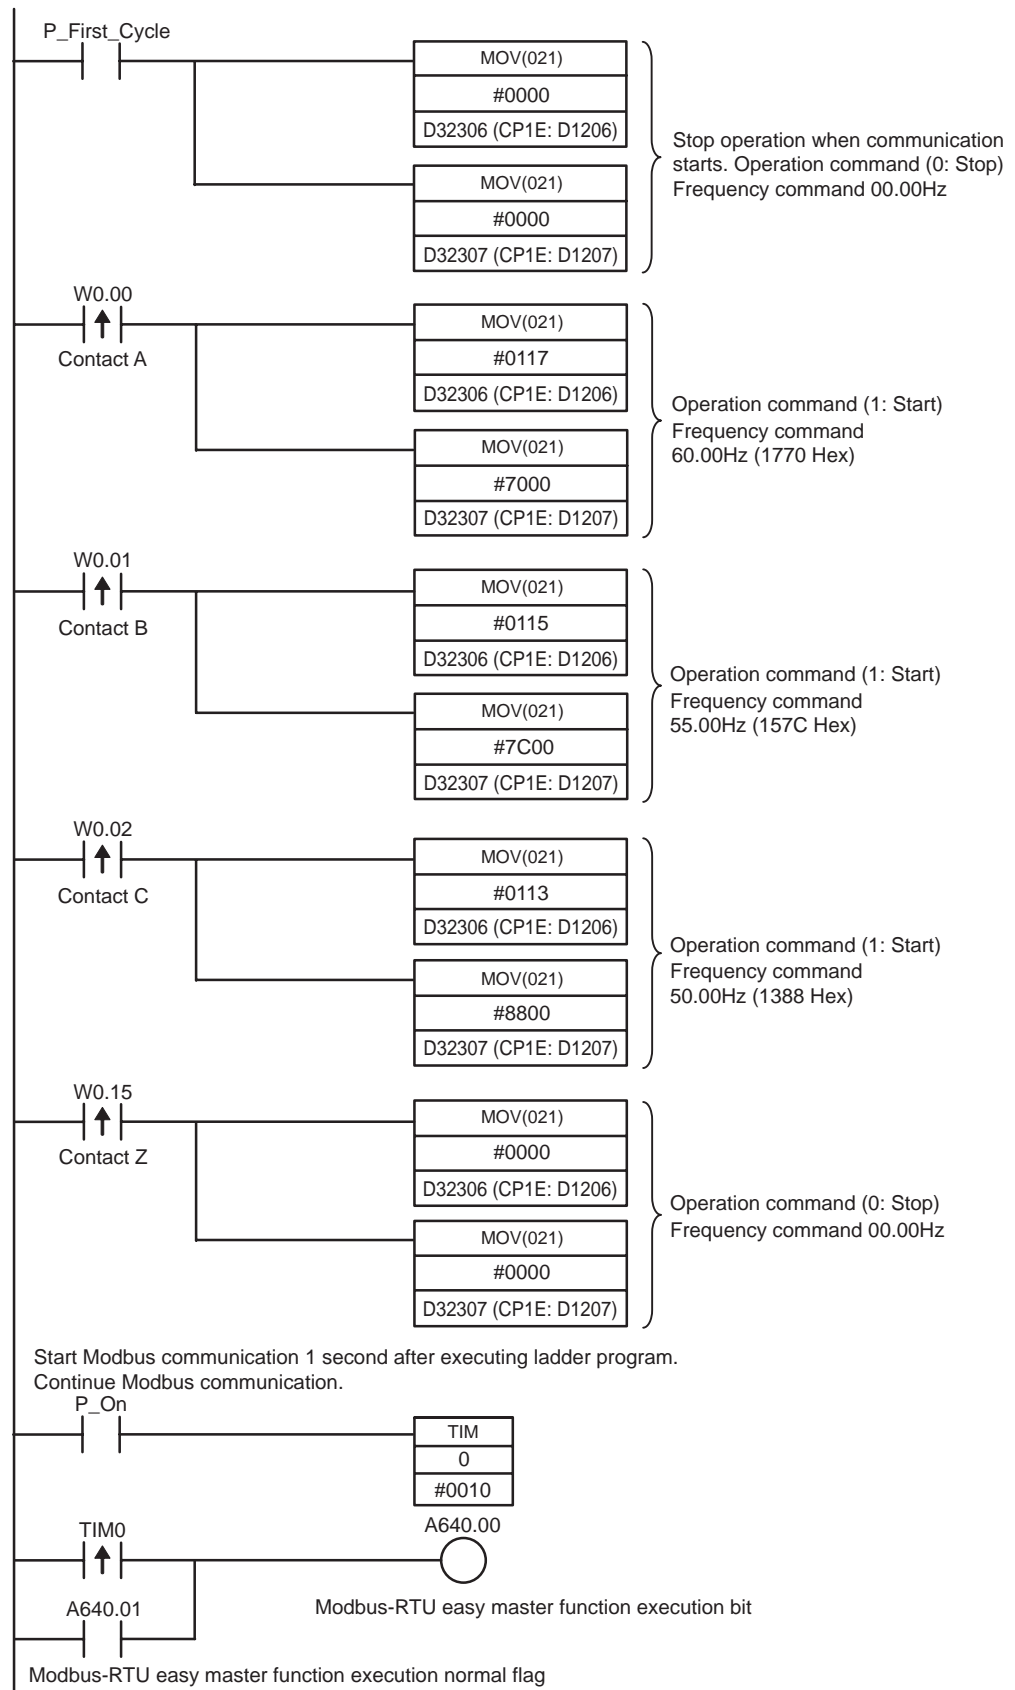 P_First_Cycle
MOV(021)
#0000
D32306 (CP1E: D1206)
MOV(021)
#0000
D32307 (CP1E: D1207)
Stop operation when communication
starts. Operation command (0: Stop)
Frequency command 00.00Hz
W0.00
Contact A
MOV(021)
#0117
D32306 (CP1E: D1206)
MOV(021)
#7000
D32307 (CP1E: D1207)
Operation command (1: Start)
Frequency command
60.00Hz (1770 Hex)
W0.01
Contact B
MOV(021)
#0115
D32306 (CP1E: D1206)
MOV(021)
#7C00
D32307 (CP1E: D1207)
Operation command (1: Start)
Frequency command
55.00Hz (157C Hex)
W0.02
Contact C
MOV(021)
#0113
D32306 (CP1E: D1206)
MOV(021)
#8800
D32307 (CP1E: D1207)
Operation command (1: Start)
Frequency command
50.00Hz (1388 Hex)
W0.15
Contact Z
MOV(021)
#0000
D32306 (CP1E: D1206)
MOV(021)
#0000
D32307 (CP1E: D1207)
Operation command (0: Stop)
Frequency command 00.00Hz
Start Modbus communication 1 second after executing ladder program.
Continue Modbus communication.
P_On
TIM
0
#0010
TIM0
A640.00
A640.01
Modbus-RTU easy master function execution bit
Modbus-RTU easy master function execution normal flag